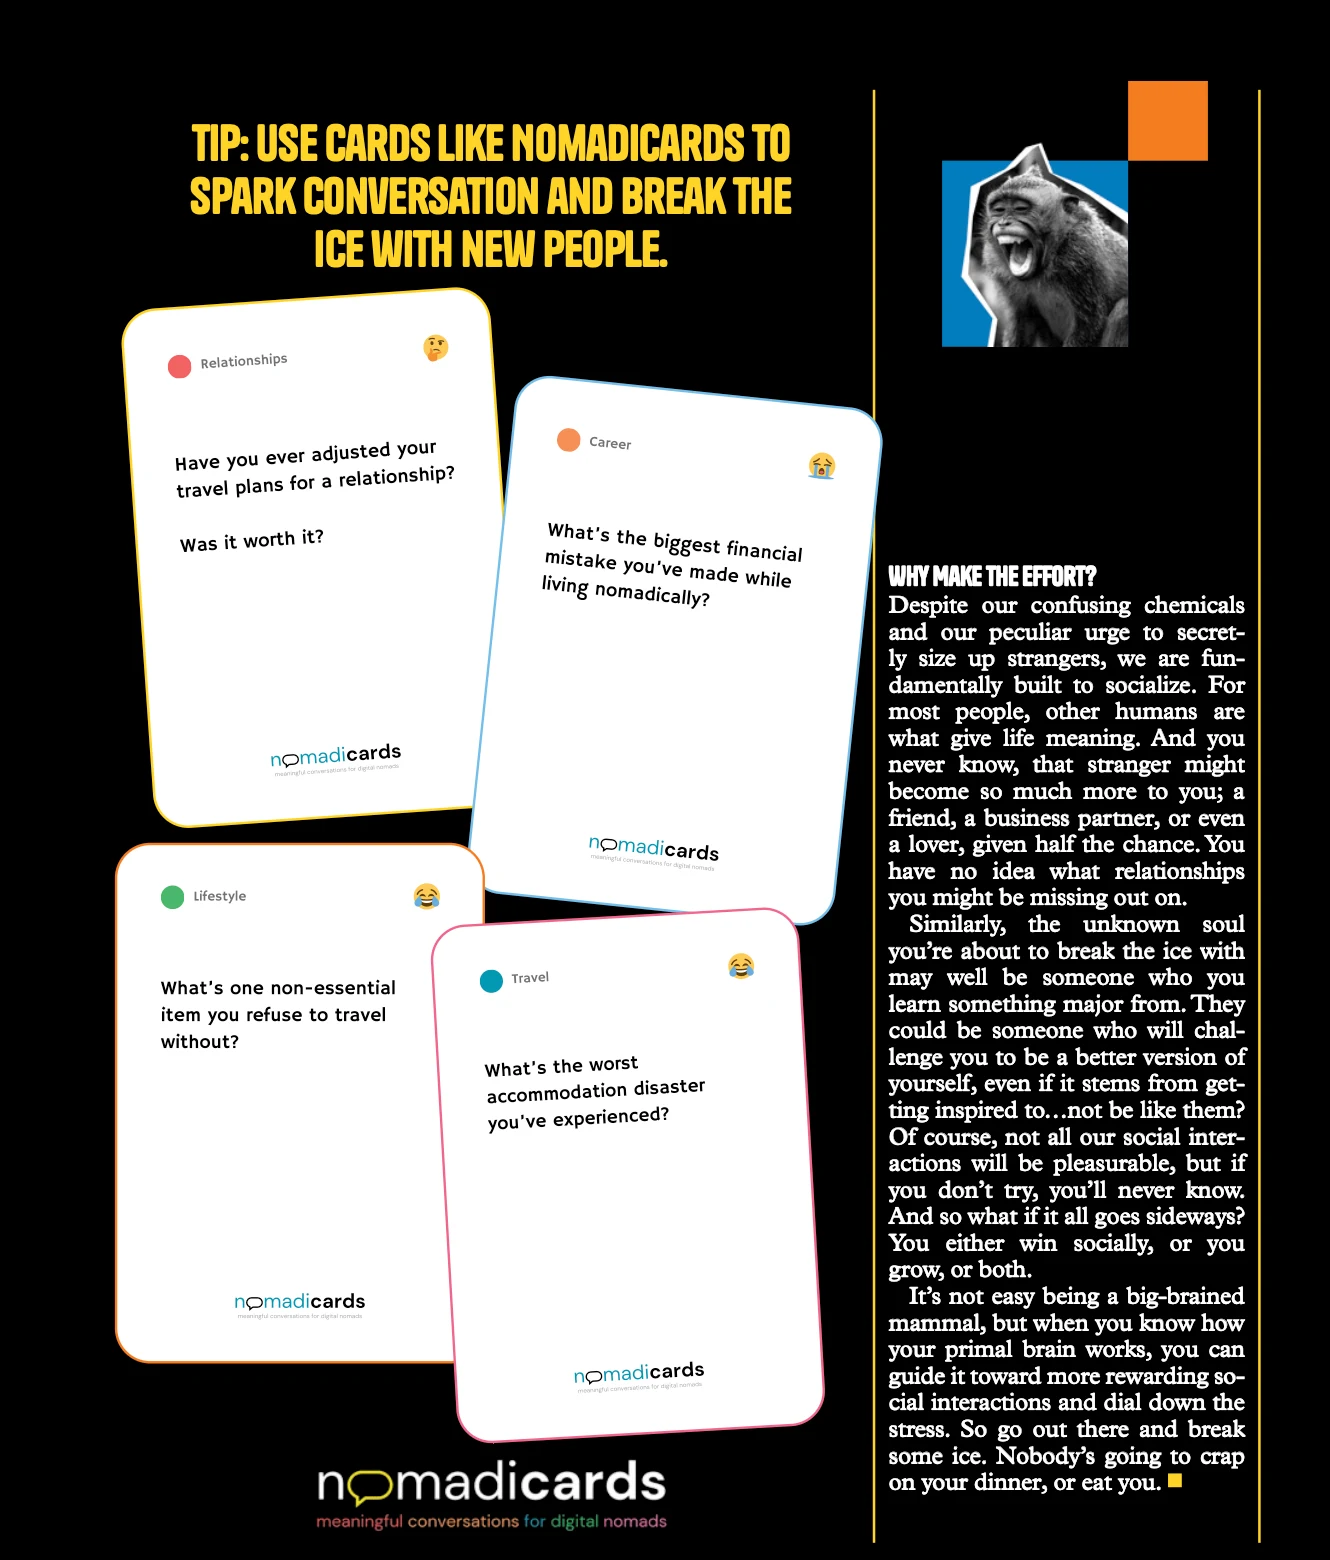 TIP: USE CARDS LIKE NOMADICARDS TO
SPARK CONVERSATION AND BREAK THE
ICE WITH NEW PEOPLE.
Relationships
Have you ever adjusted your
travel plans for a relationship?
Was it worth it?
nomadicards
meaningful conversations for digital nomads
Career
What's the biggest financial
mistake you've made while
living nomadically?
nomadicards
meaningful conversations for digital nomads
Lifestyle
What's one non-essential
item you refuse to travel
without?
nomadicards
meaningful conversations for digital nomads
Travel
What's the worst
accommodation disaster
you've experienced?
nomadicards
meaningful conversations for digital nomads
nomadicards
meaningful conversations for digital nomads
WHY MAKE THE EFFORT?
Despite our confusing chemicals
and our peculiar urge to secret-
ly size up strangers, we are fun-
damentally built to socialize. For
most people, other humans are
what give life meaning. And you
never know, that stranger might
become so much more to you; a
friend, a business partner, or even
a lover, given half the chance. You
have no idea what relationships
you might be missing out on.
Similarly, the unknown soul
you're about to break the ice with
may well be someone who you
learn something major from. They
could be someone who will chal-
lenge you to be a better version of
yourself, even if it stems from get-
ting inspired to...not be like them?
Of course, not all our social inter-
actions will be pleasurable, but if
you don't try, you'll never know.
And so what if it all goes sideways?
You either win socially, or you
grow, or both.
It's not easy being a big-brained
mammal, but when you know how
your primal brain works, you can
guide it toward more rewarding so-
cial interactions and dial down the
stress. So go out there and break
some ice. Nobody's going to crap
on your dinner, or eat you.